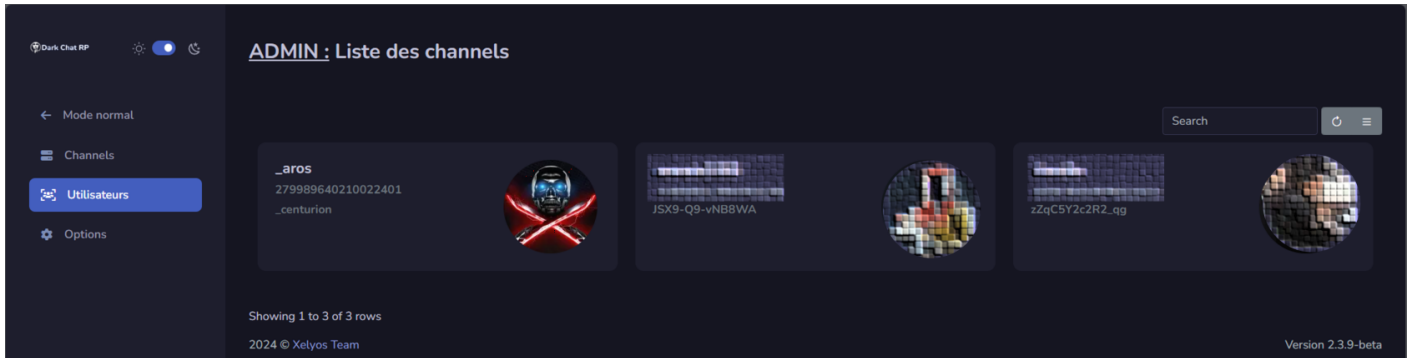 Dark Chat RP
ADMIN : Liste des channels
Mode normal
Channels
Utilisateurs
Options
Search
_aros
279989640210022401
_centurion
JSX9-Q9-vNB8WA
zZqC5Y2c2R2_qg
Showing 1 to 3 of 3 rows
2024 © Xelyos Team
Version 2.3.9-beta